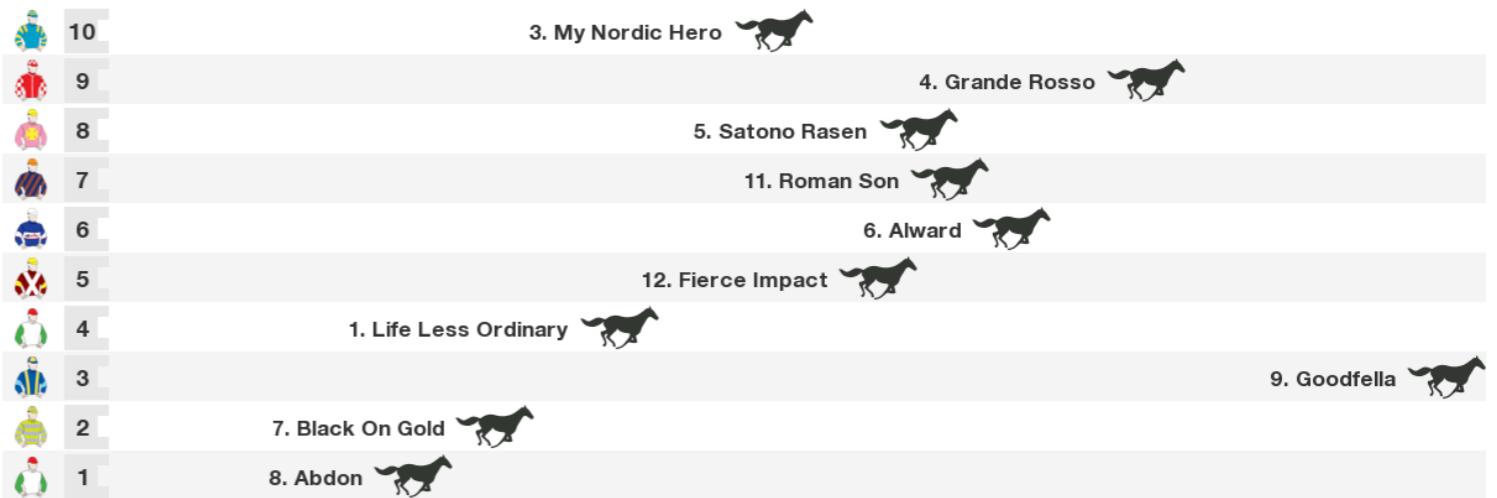 10 3. My Nordic Hero
9 4. Grande Rosso
8 5. Satono Rasen
7 11. Roman Son
6 6. Alward
5 12. Fierce Impact
4 1. Life Less Ordinary
3 9. Goodfella
2 7. Black On Gold
1 8. Abdon